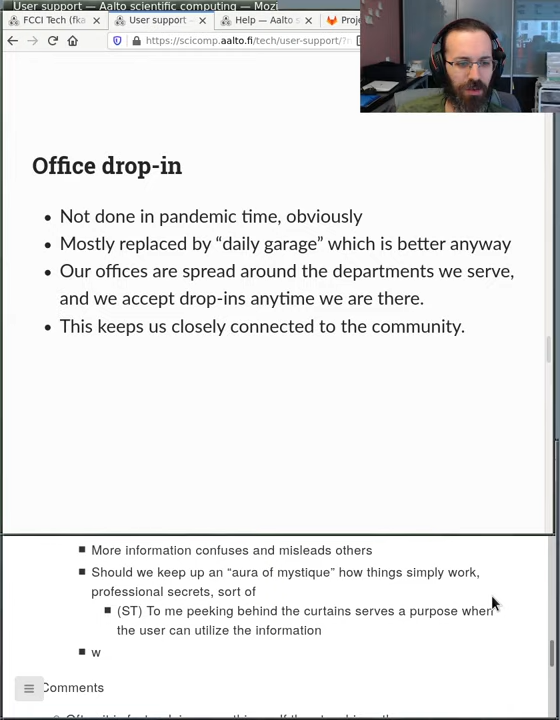 User support — Aalto scientific computing — Mozi
FCCI Tech (fka
User support —
Help — Aalto s
Proje
https://scicomp.aalto.fi/tech/user-support/?
Office drop-in
• Not done in pandemic time, obviously
• Mostly replaced by “daily garage” which is better anyway
• Our offices are spread around the departments we serve,
and we accept drop-ins anytime we are there.
• This keeps us closely connected to the community.
▪ More information confuses and misleads others
▪ Should we keep up an “aura of mystique” how things simply work,
professional secrets, sort of
▪ (ST) To me peeking behind the curtains serves a purpose when
the user can utilize the information
▪ w
Comments